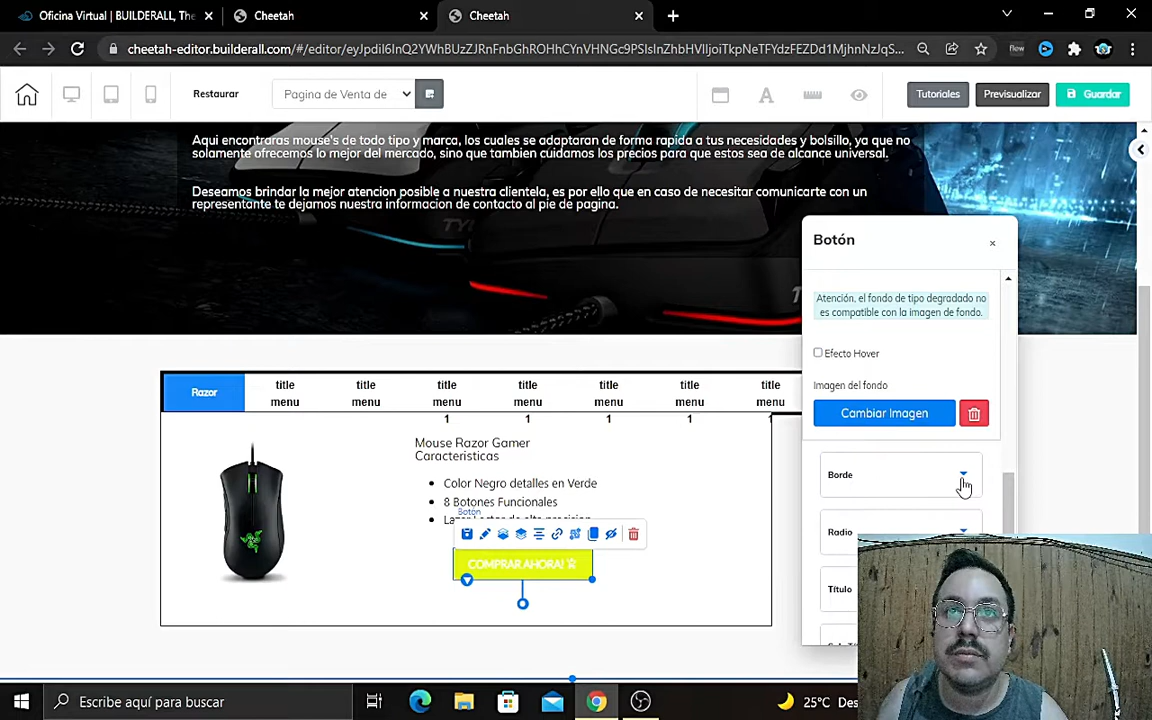 Oficina Virtual | BUILDERALL, The
Cheetah
Cheetah
cheetah-editor.builderall.com/#/editor/eyJpdiI6InQ2YWhBUzZJRnFnbGhROHhCYnVHNGc9PSIsInZhbHVlIjoiTkpNeTFYdzFEZDd1MjhnNzJqS...
flow
Restaurar
Pagina de Venta de
Tutoriales
Previsualizar
Guardar
Aqui encontraras mouse's de todo tipo y marca, los cuales se adaptaran de forma rapida a tus necesidades y bolsillo, ya que no
solamente ofrecemos lo mejor del mercado, sino que tambien cuidamos los precios para que estos sea de alcance universal.
Deseamos brindar la mejor atencion posible a nuestra clientela, es por ello que en caso de necesitar comunicarte con un
representante te dejamos nuestra informacion de contacto al pie de pagina.
Botón
Atención, el fondo de tipo degradado no
es compatible con la imagen de fondo.
Efecto Hover
Imagen del fondo
Cambiar Imagen
Borde
Radio
Título
Razor
title menu 1
title menu 1
title menu 1
title menu 1
title menu 1
title menu 1
title menu 1
Mouse Razor Gamer
Caracteristicas
Color Negro detalles en Verde
8 Botones Funcionales
Botón
COMPRAR AHORA!
Escribe aquí para buscar
25°C